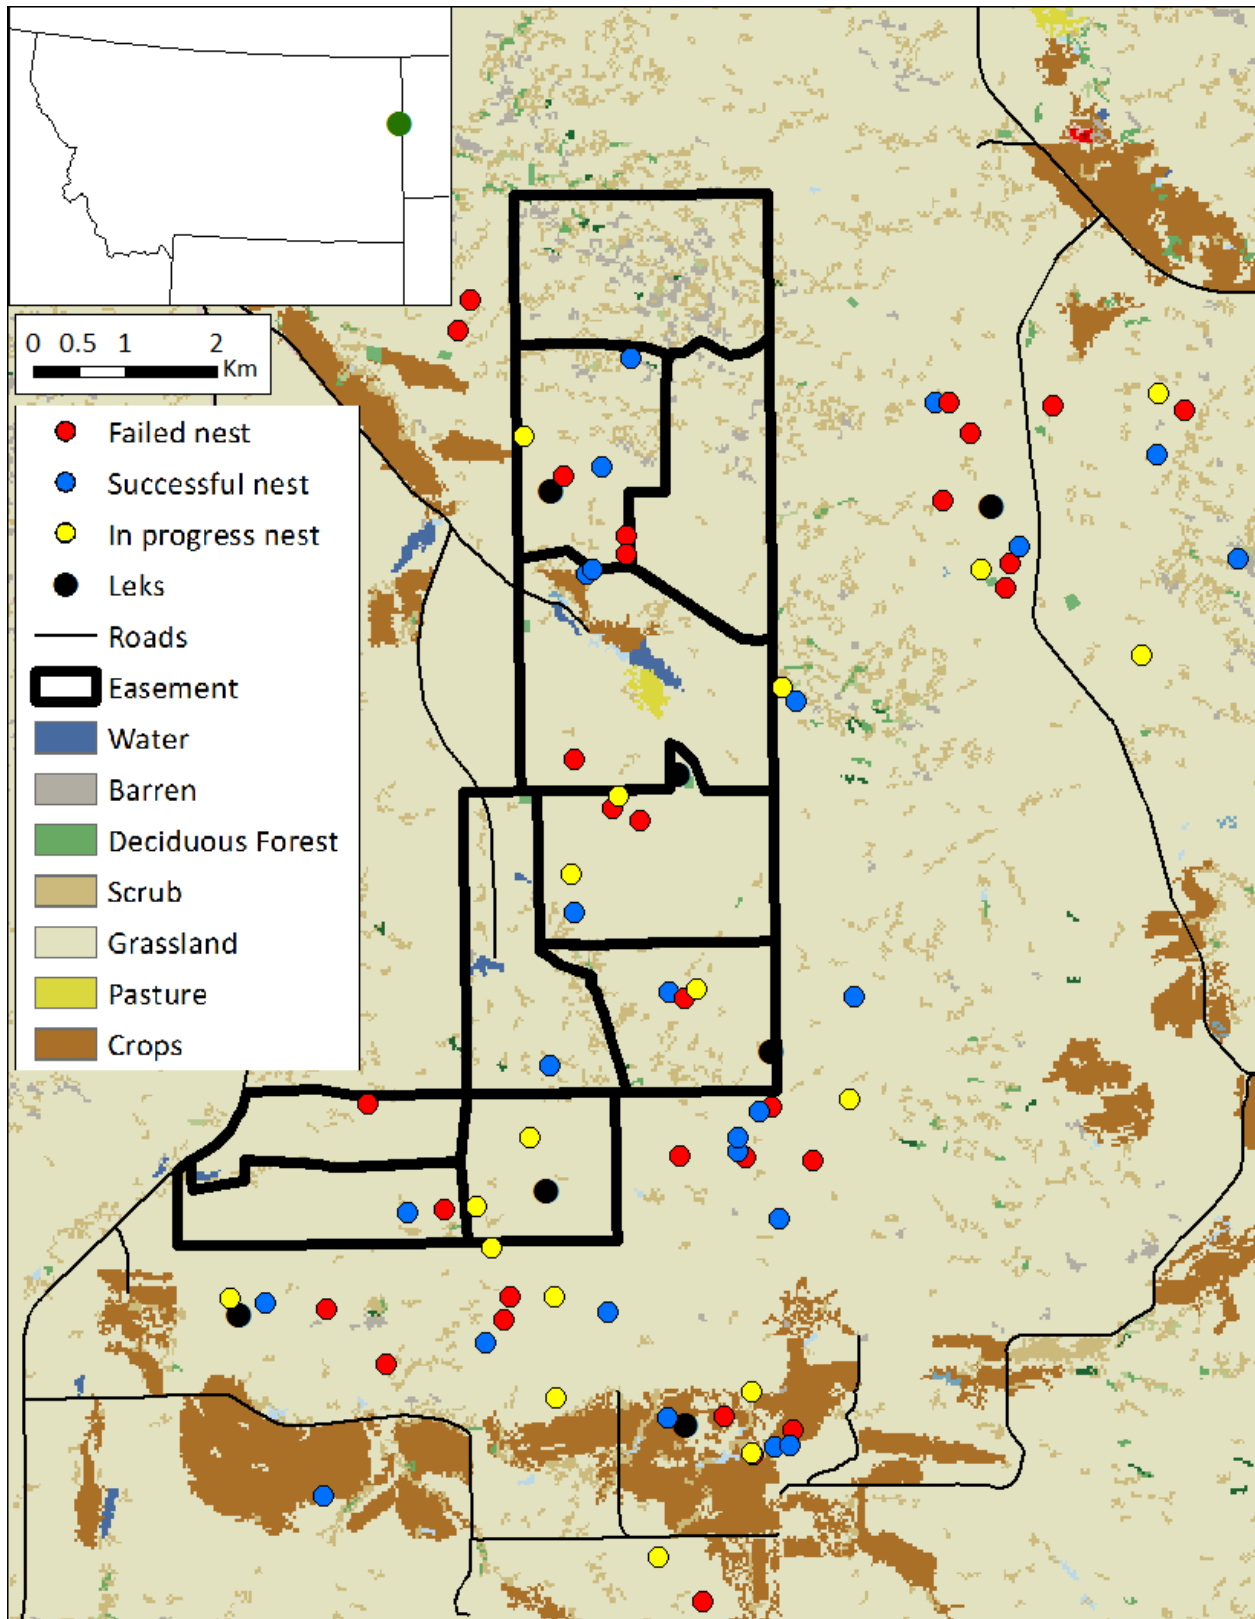 0 0.5 1 2
Km
Failed nest
Successful nest
In progress nest
Leks
Roads
Easement
Water
Barren
Deciduous Forest
Scrub
Grassland
Pasture
Crops